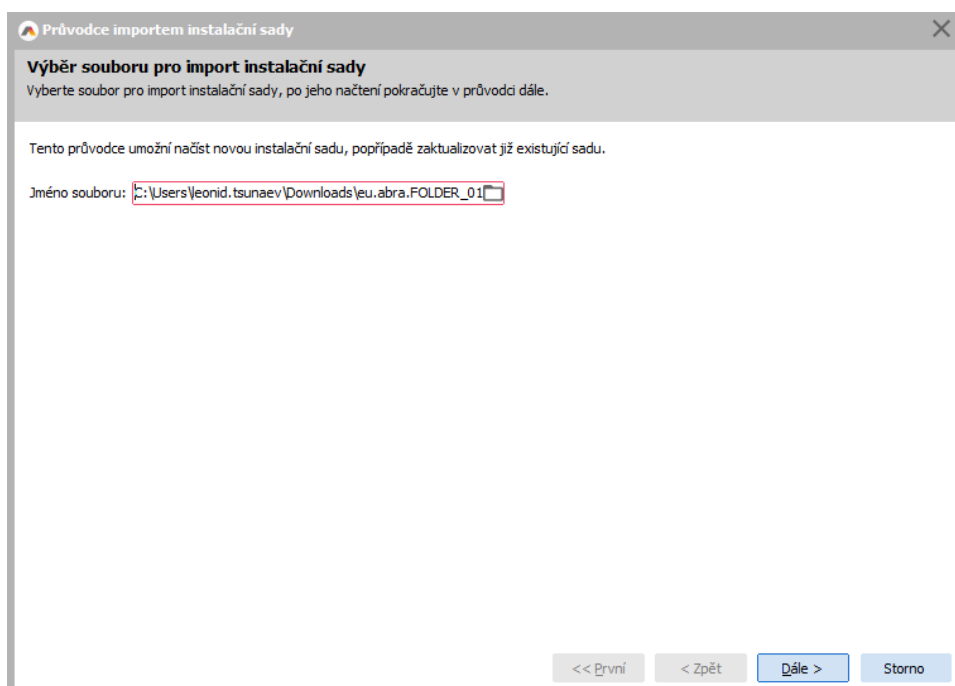 Průvodce importem instalační sady
Výběr souboru pro import instalační sady
Vyberte soubor pro import instalační sady, po jeho načtení pokračujte v průvodci dále.
Tento průvodce umožní načíst novou instalační sadu, popřípadě zaktualizovat již existující sadu.
Jméno souboru: C:\Users\leonid.tsunaev\Downloads\eu.abra.FOLDER_01
<< První < Zpět Dále > Storno